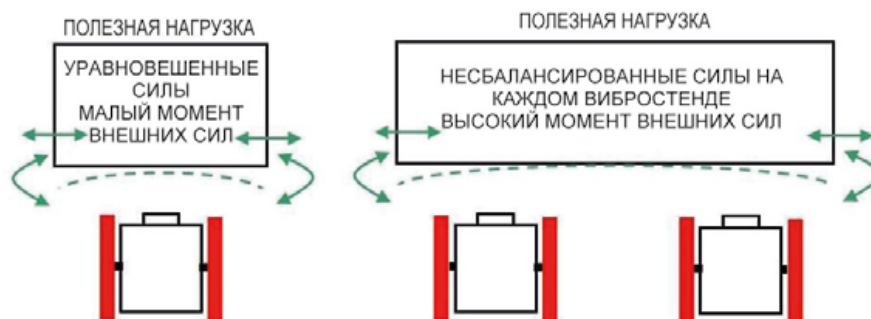 ПОЛЕЗНАЯ НАГРУЗКА
УРАВНОВЕШЕННЫЕ
СИЛЫ
МАЛЫЙ МОМЕНТ
ВНЕШНИХ СИЛ
ПОЛЕЗНАЯ НАГРУЗКА
НЕСБАЛАНСИРОВАННЫЕ СИЛЫ НА
КАЖДОМ ВИБРОСТЕНДЕ
ВЫСОКИЙ МОМЕНТ ВНЕШНИХ СИЛ